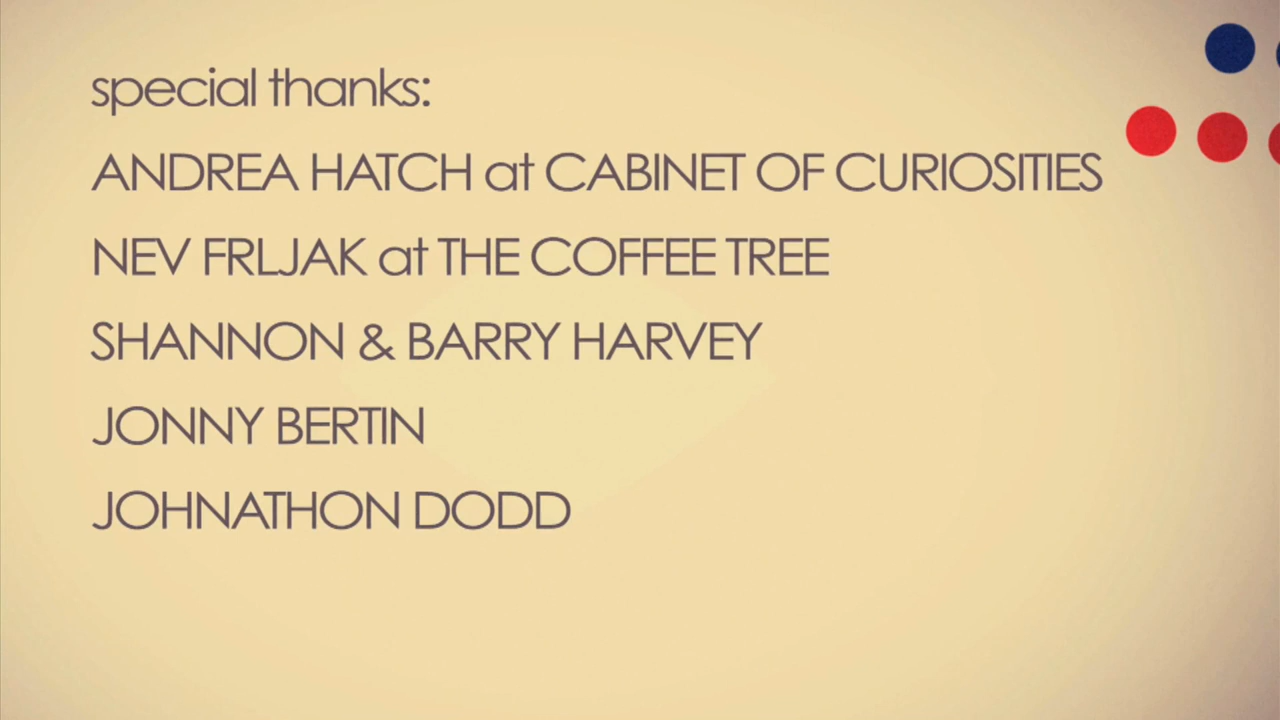 special thanks:
ANDREA HATCH at CABINET OF CURIOSITIES
NEV FRLJAK at THE COFFEE TREE
SHANNON & BARRY HARVEY
JONNY BERTIN
JOHNATHON DODD